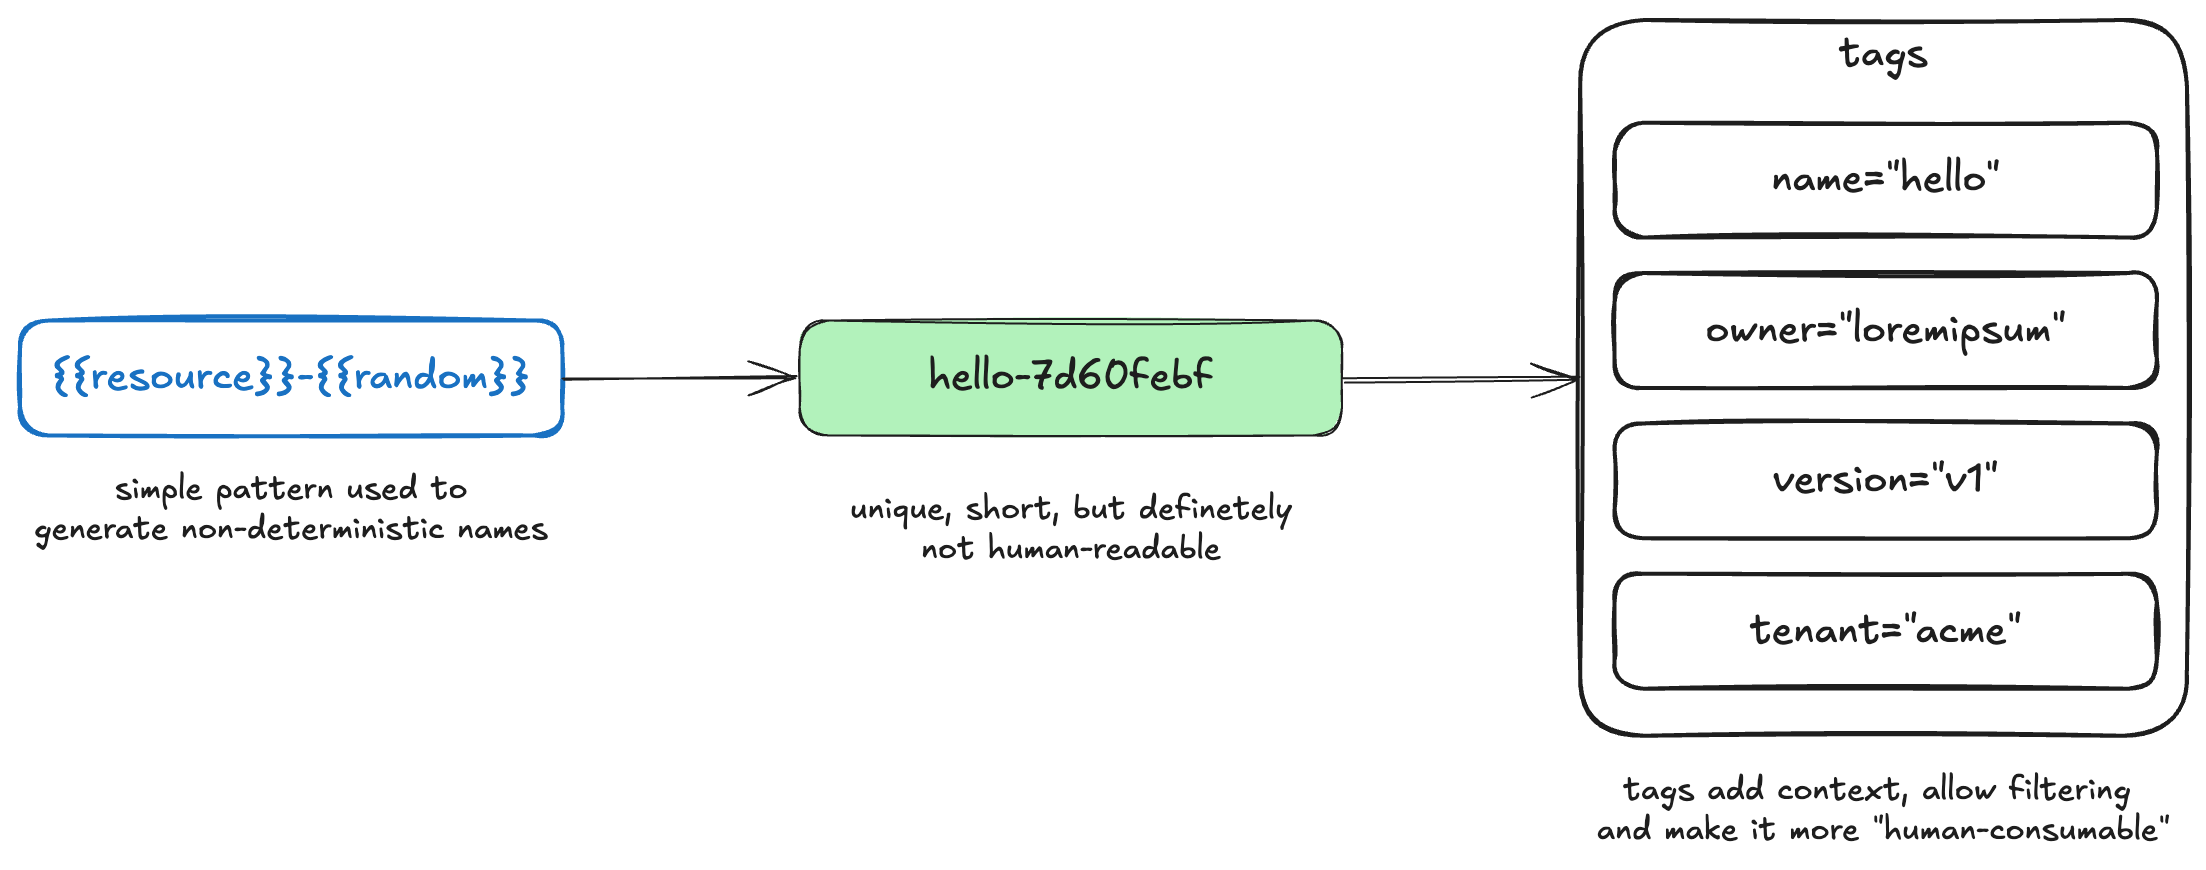 {{resource}}-{{random}}
simple pattern used to
generate non-deterministic names
hello-7d60febf
unique, short, but definetely
not human-readable
tags
name="hello"
owner="loremipsum"
version="v1"
tenant="acme"
tags add context, allow filtering
and make it more "human-consumable"